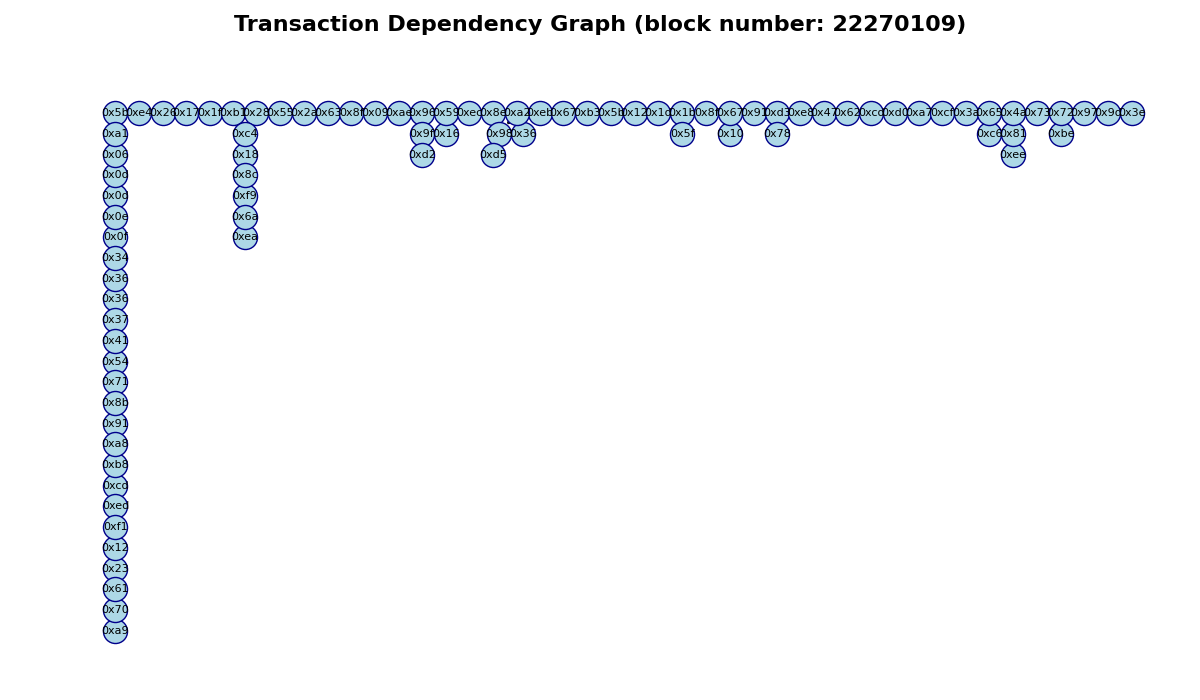 Transaction Dependency Graph (block number: 22270109)
0x5b 0xe4 0x26 0x17 0x1f 0xb1 0x28 0x55 0x2a 0x63 0x8f 0x09 0xae 0x96 0x59 0xec 0x8e 0xa2 0xeb 0x67 0xb3 0x5b 0x12 0x1c 0x1b 0x8f 0x67 0x91 0xd3 0xe8 0x47 0x62 0xcc 0xd0 0xa7 0xcf 0x3a 0x65 0x4a 0x73 0x72 0x97 0x9c 0x3e
0xa1 0xc4 0x9f 0x16 0x98 0x36 0x5f 0x10 0x78 0xc6 0x81 0xbe
0x06 0x18 0xd2 0xd5 0xee
0x0d 0x8c
0x0d 0xf9
0x0e 0x6a
0x0f 0xea
0x34
0x36
0x36
0x37
0x41
0x54
0x71
0x8b
0x91
0xa8
0xb8
0xcd
0xed
0xf1
0x12
0x23
0x61
0x70
0xa9